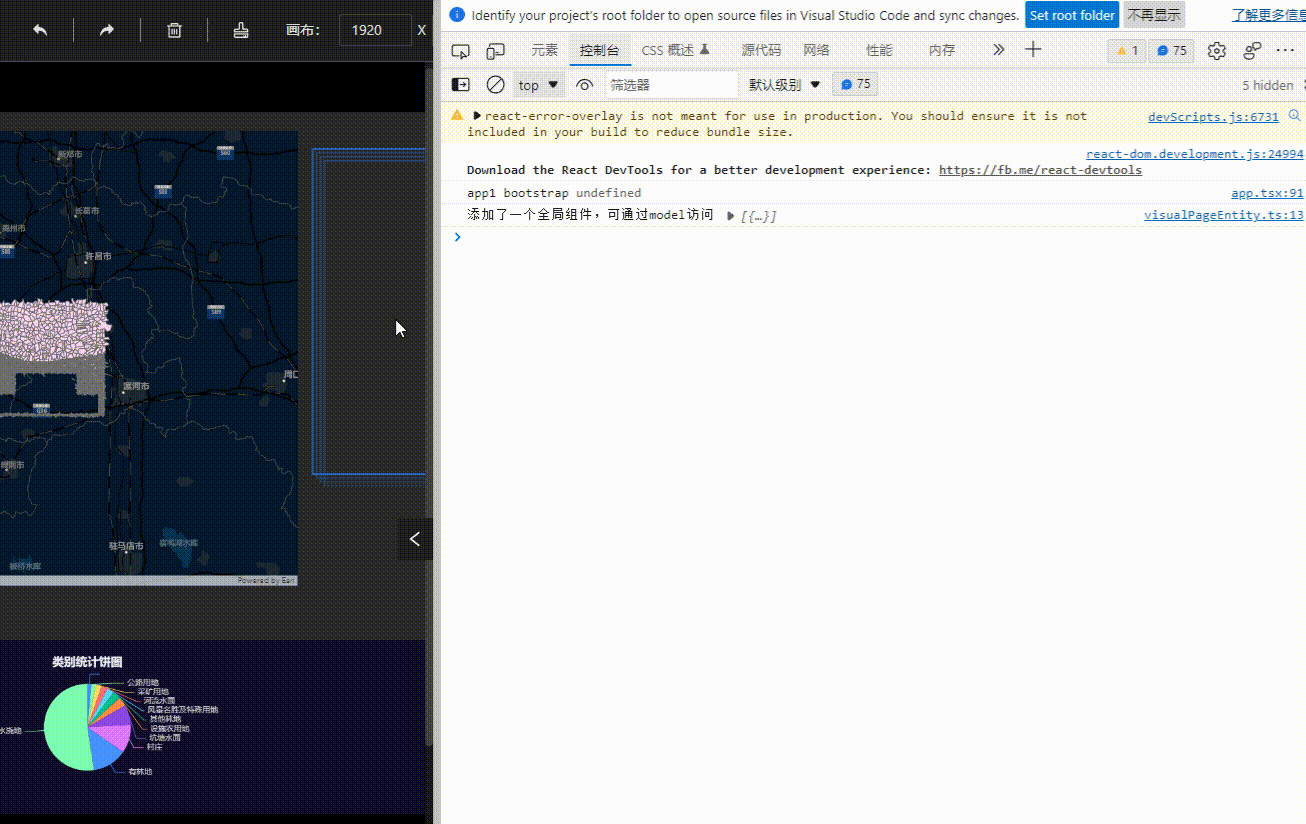 画布： 1920 X
Identify your project's root folder to open source files in Visual Studio Code and sync changes. Set root folder 不再显示 了解更多信息
元素 控制台 CSS 概述 源代码 网络 性能 内存 1 75
top 筛选器 默认级别 75 5 hidden
react-error-overlay is not meant for use in production. You should ensure it is not devScripts.js:6731
included in your build to reduce bundle size.
react-dom.development.js:24994
Download the React DevTools for a better development experience: https://fb.me/react-devtools
app1 bootstrap undefined app.tsx:91
添加了一个全局组件，可通过model访问 [{…}] visualPageEntity.ts:13
新郑市
长葛市
禹州市
许昌市
漯河市
周口
驻马店市
板桥水库
Powered by Esri
类别统计饼图
公路用地
采矿用地
河流水面
风景名胜及特殊用地
其他林地
设施农用地
坑塘水面
村庄
有林地
水浇地